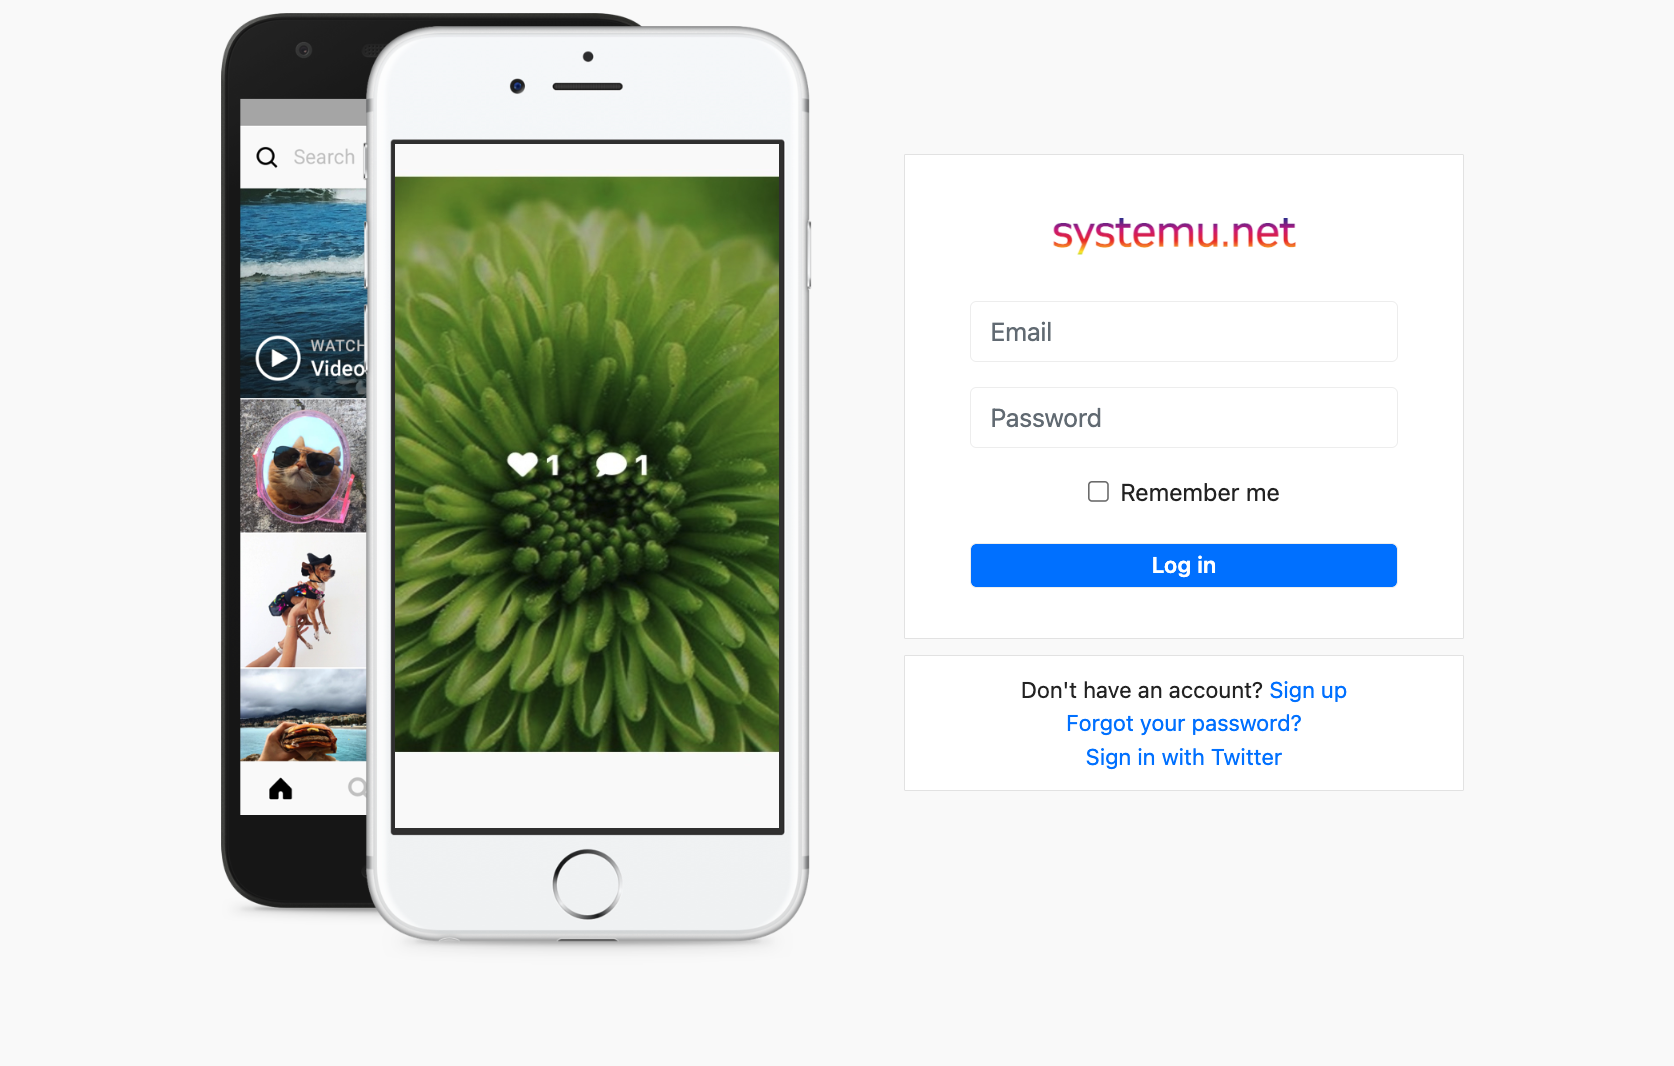 Search
WATCH
Video
1 1
systemu.net
Email
Password
Remember me
Log in
Don't have an account? Sign up
Forgot your password?
Sign in with Twitter